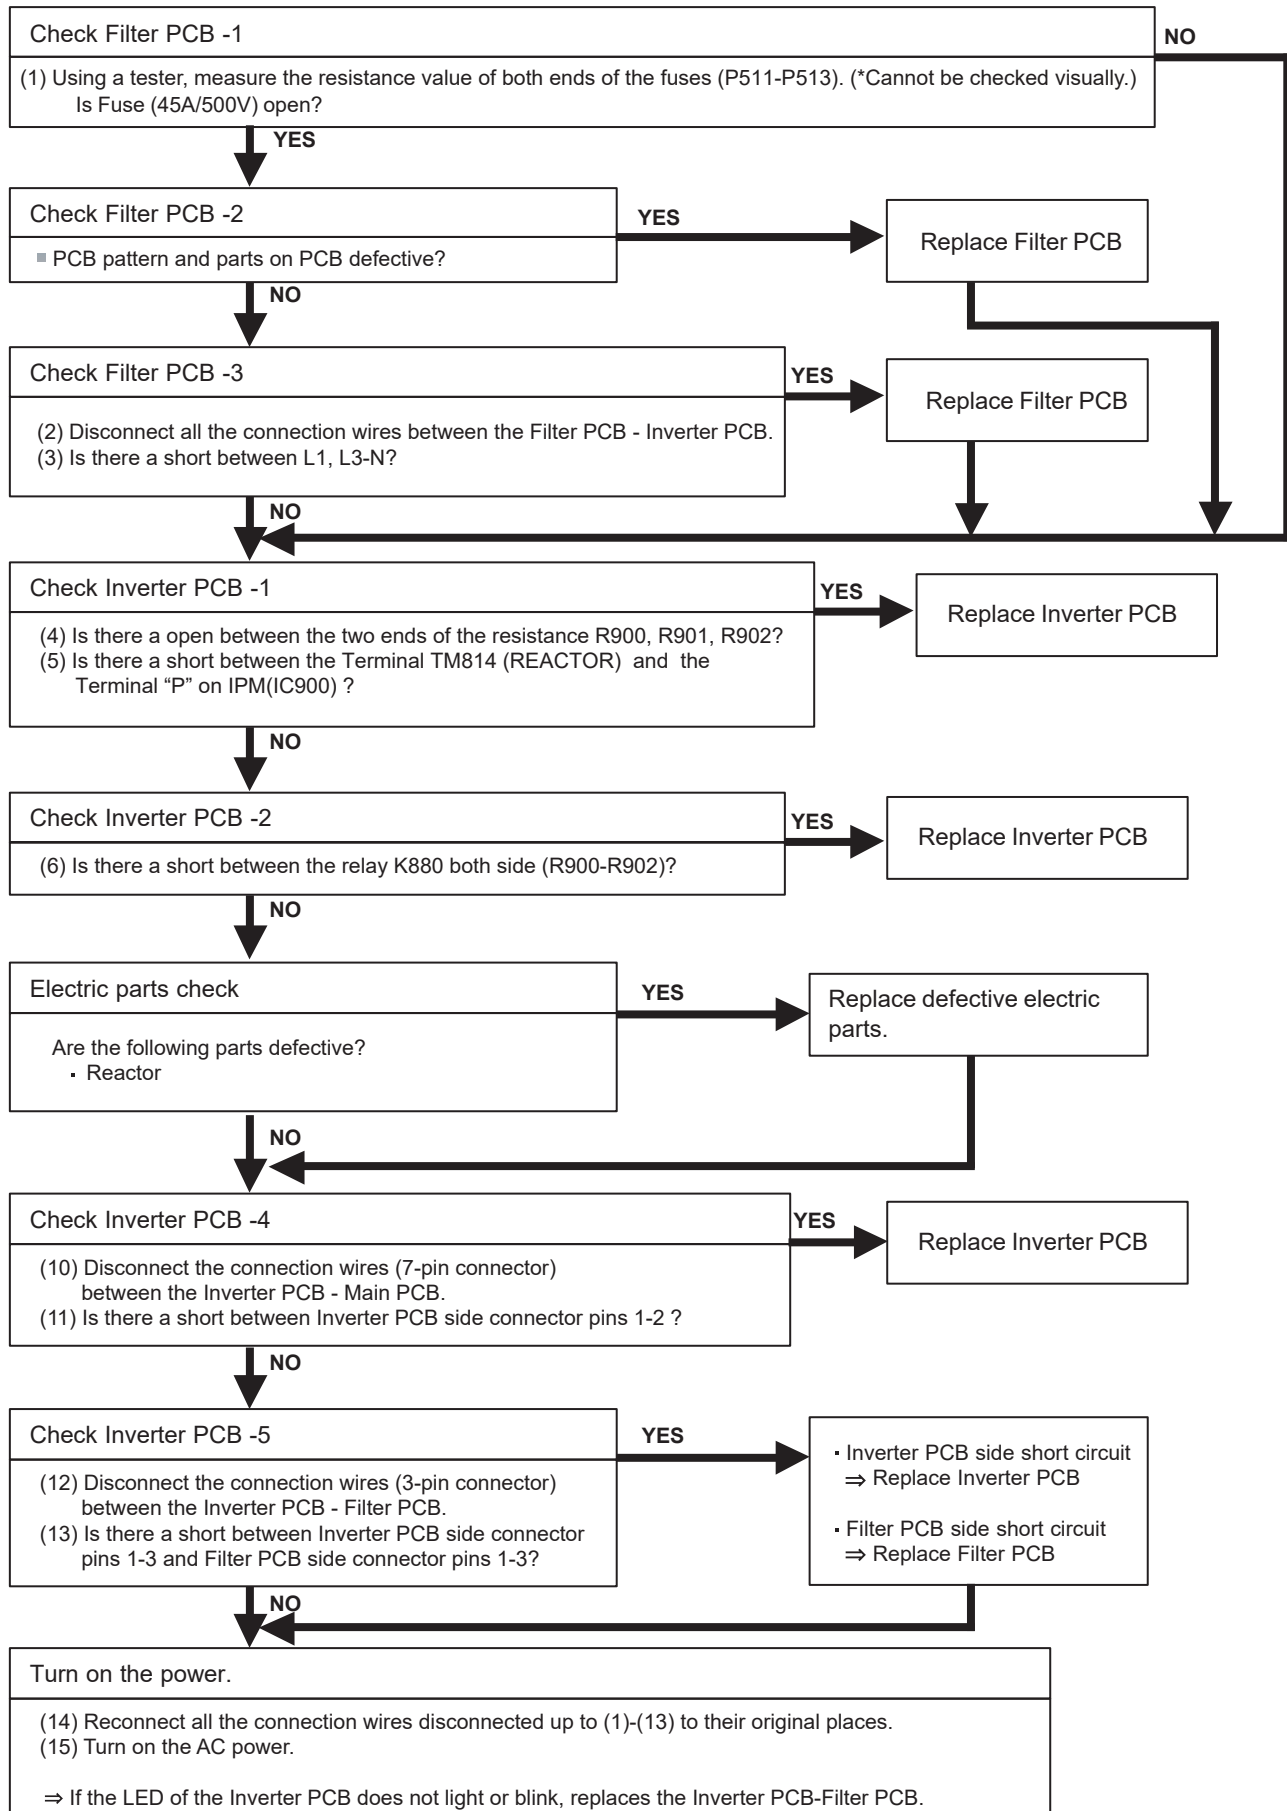 Check Filter PCB -1
NO
(1) Using a tester, measure the resistance value of both ends of the fuses (P511-P513). (*Cannot be checked visually.)
Is Fuse (45A/500V) open?
YES
Check Filter PCB -2
YES
Replace Filter PCB
■ PCB pattern and parts on PCB defective?
NO
Check Filter PCB -3
YES
Replace Filter PCB
(2) Disconnect all the connection wires between the Filter PCB - Inverter PCB.
(3) Is there a short between L1, L3-N?
NO
Check Inverter PCB -1
YES
Replace Inverter PCB
(4) Is there a open between the two ends of the resistance R900, R901, R902?
(5) Is there a short between the Terminal TM814 (REACTOR) and the
Terminal “P” on IPM(IC900) ?
NO
Check Inverter PCB -2
YES
Replace Inverter PCB
(6) Is there a short between the relay K880 both side (R900-R902)?
NO
Electric parts check
YES
Replace defective electric
parts.
Are the following parts defective?
· Reactor
NO
Check Inverter PCB -4
YES
Replace Inverter PCB
(10) Disconnect the connection wires (7-pin connector)
between the Inverter PCB - Main PCB.
(11) Is there a short between Inverter PCB side connector pins 1-2 ?
NO
Check Inverter PCB -5
YES
· Inverter PCB side short circuit
⇒ Replace Inverter PCB
· Filter PCB side short circuit
⇒ Replace Filter PCB
(12) Disconnect the connection wires (3-pin connector)
between the Inverter PCB - Filter PCB.
(13) Is there a short between Inverter PCB side connector
pins 1-3 and Filter PCB side connector pins 1-3?
NO
Turn on the power.
(14) Reconnect all the connection wires disconnected up to (1)-(13) to their original places.
(15) Turn on the AC power.
⇒ If the LED of the Inverter PCB does not light or blink, replaces the Inverter PCB-Filter PCB.